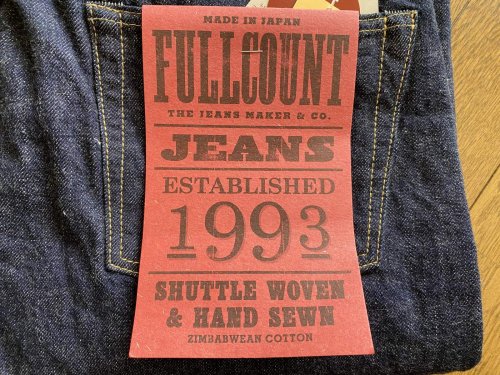 MADE IN JAPAN
FULLCOUNT
THE JEANS MAKER & CO.
JEANS
ESTABLISHED
1993
SHUTTLE WOVEN
& HAND SEWN
ZIMBABWEAN COTTON